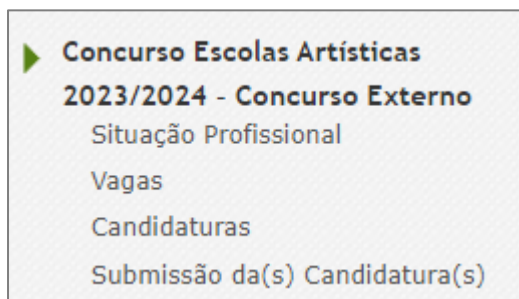 Concurso Escolas Artísticas
2023/2024 - Concurso Externo
Situação Profissional
Vagas
Candidaturas
Submissão da(s) Candidatura(s)